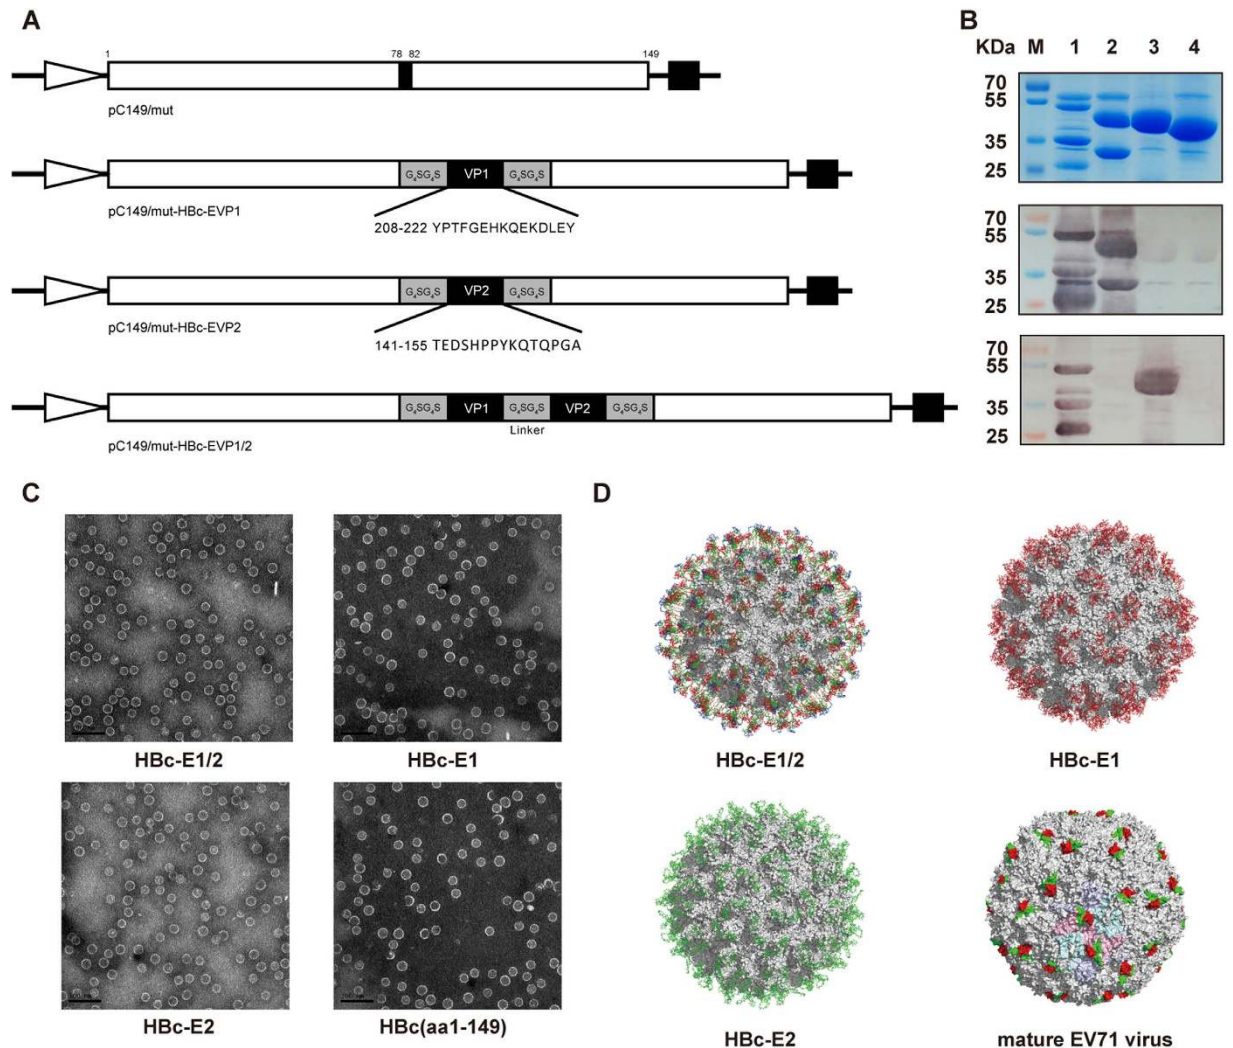 A
1 78 82 149
pC149/mut
G4SG4S VP1 G4SG4S
pC149/mut-HBc-EVP1
208-222 YPTFGEHKQEKDLEY
G4SG4S VP2 G4SG4S
pC149/mut-HBc-EVP2
141-155 TEDSHPPYKQTQPGA
G4SG4S VP1 G4SG4S VP2 G4SG4S
Linker
pC149/mut-HBc-EVP1/2
B
KDa M 1 2 3 4
70
55
35
25
70
55
35
25
70
55
35
25
C
HBc-E1/2 HBc-E1
HBc-E2 HBc(aa1-149)
D
HBc-E1/2 HBc-E1
HBc-E2 mature EV71 virus